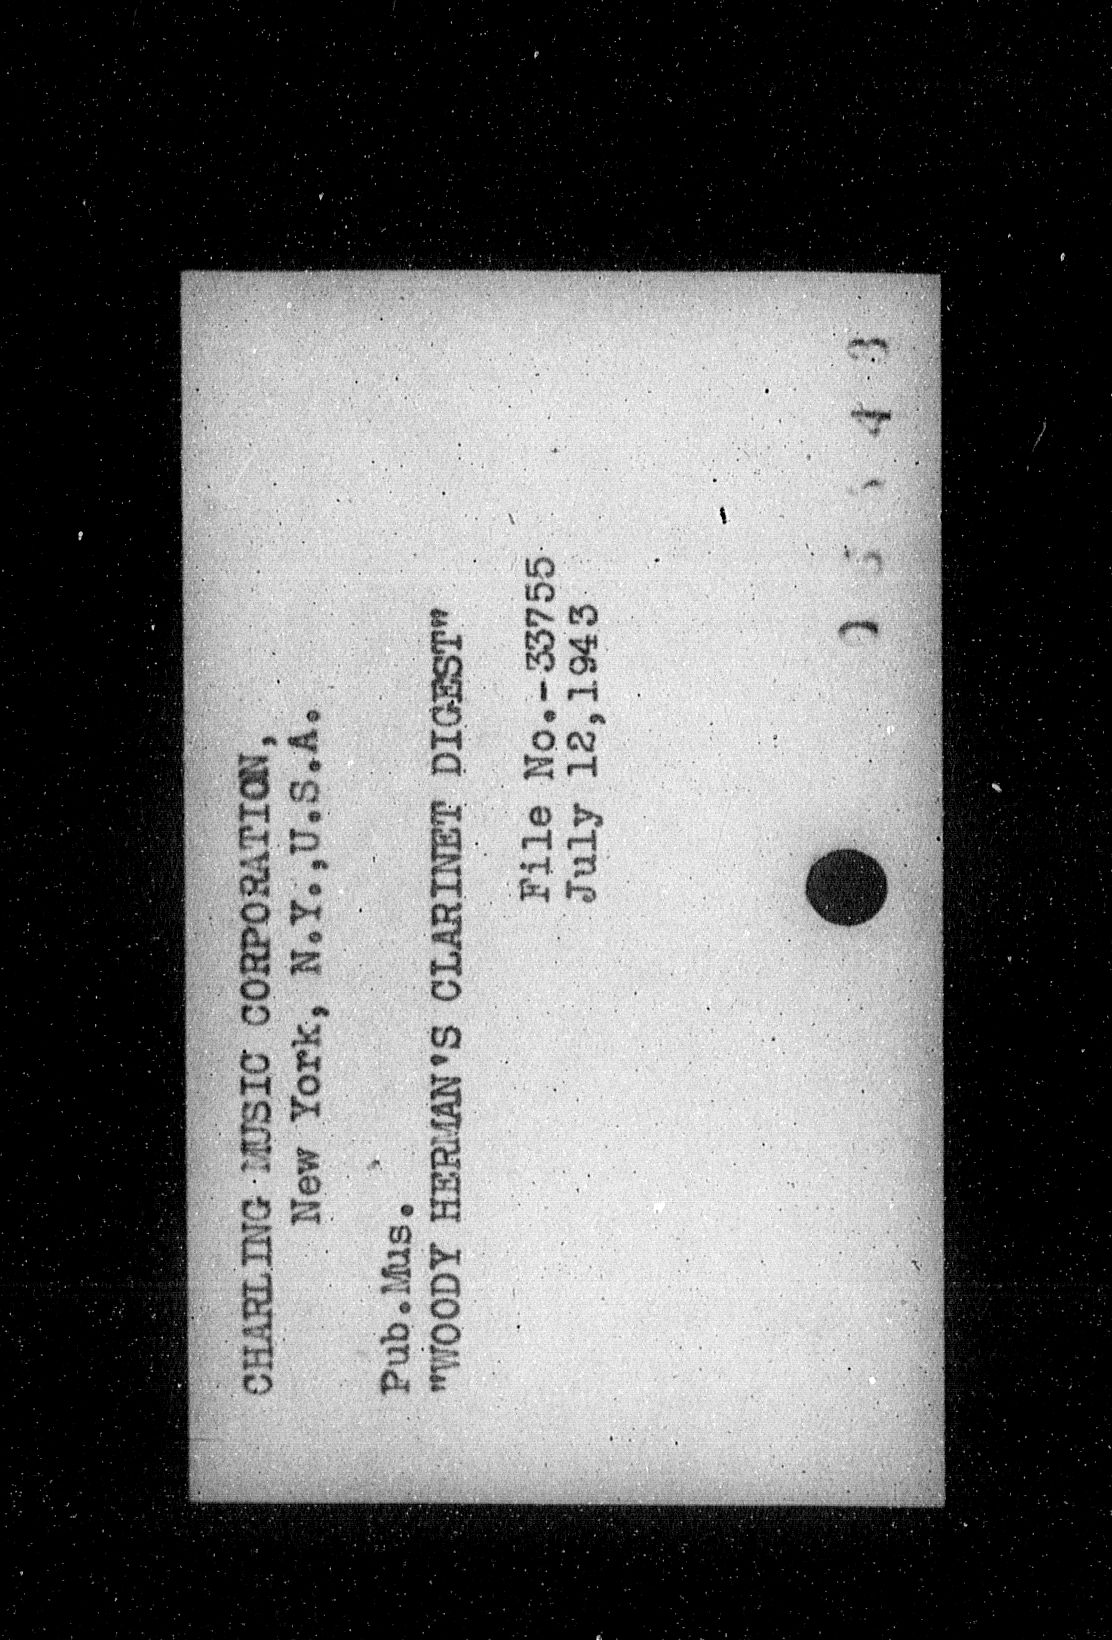 CHARLING MUSIC CORPORATION,
New York, N.Y.,U.S.A.
Pub.Mus.
"WOODY HERMAN'S CLARINET DIGEST"
File No.-33755
July 12,1943